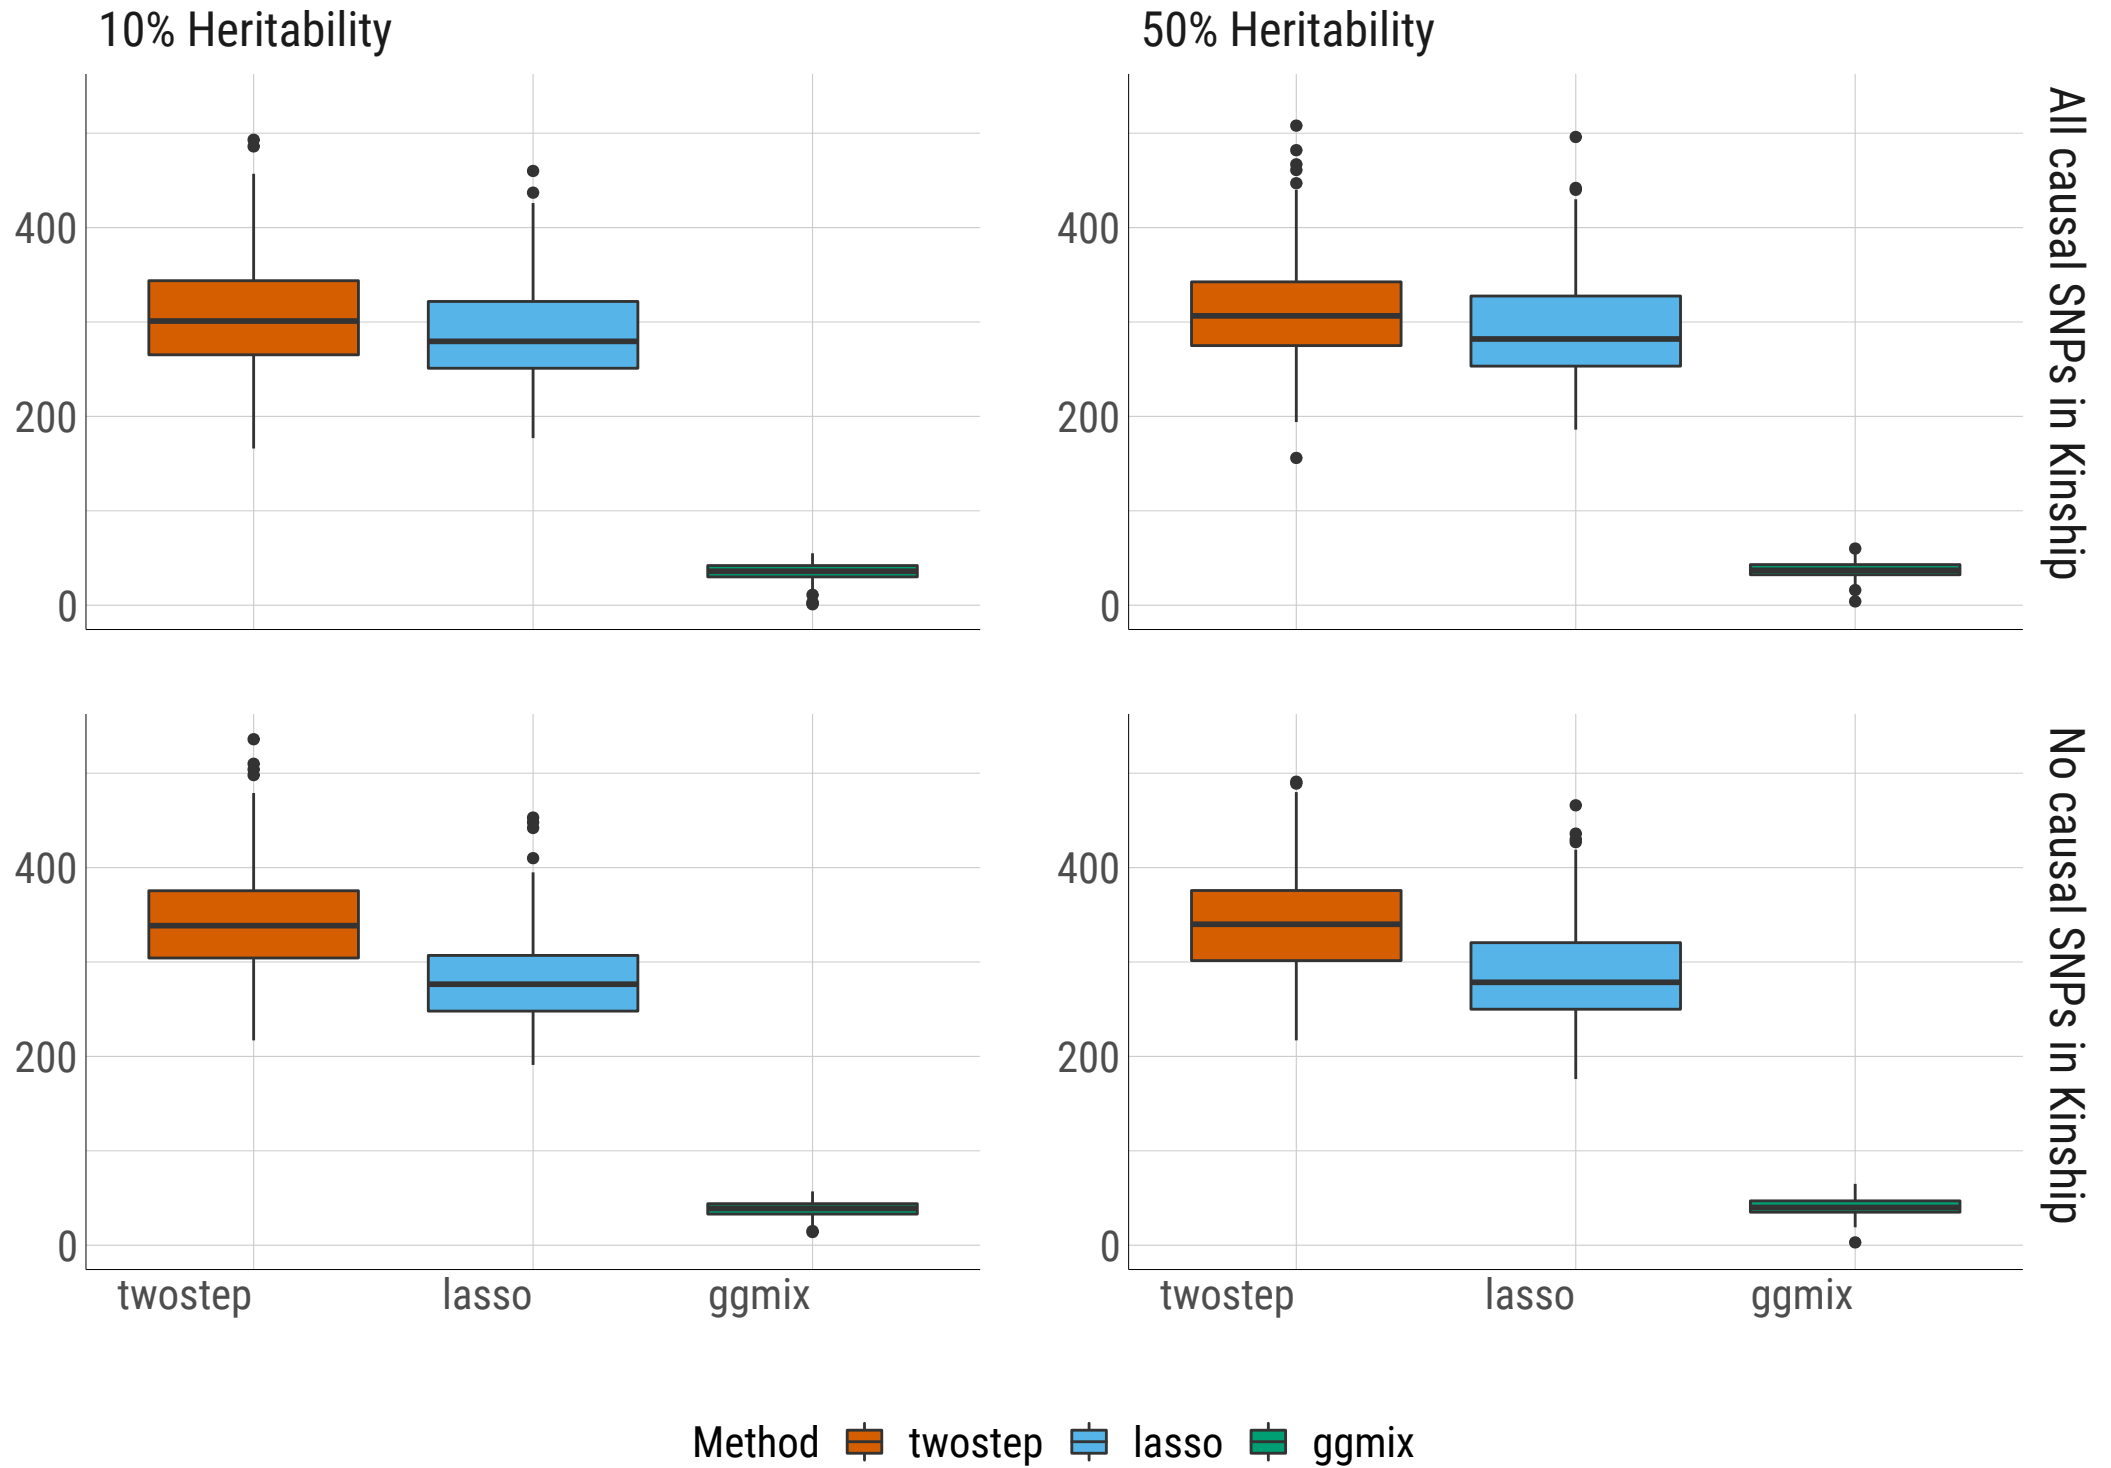 10% Heritability
50% Heritability
400
200
0
400
200
0
All causal SNPs in Kinship
400
200
0
400
200
0
No causal SNPs in Kinship
twostep lasso ggmix
twostep lasso ggmix
Method twostep lasso ggmix